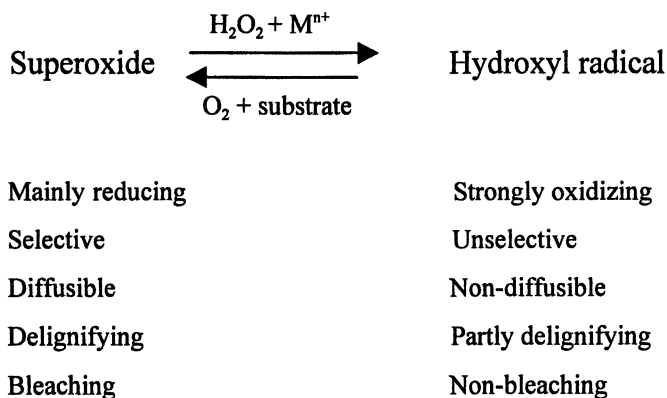 H₂O₂ + Mⁿ⁺
Superoxide Hydroxyl radical
O₂ + substrate
Mainly reducing Strongly oxidizing
Selective Unselective
Diffusible Non-diffusible
Delignifying Partly delignifying
Bleaching Non-bleaching